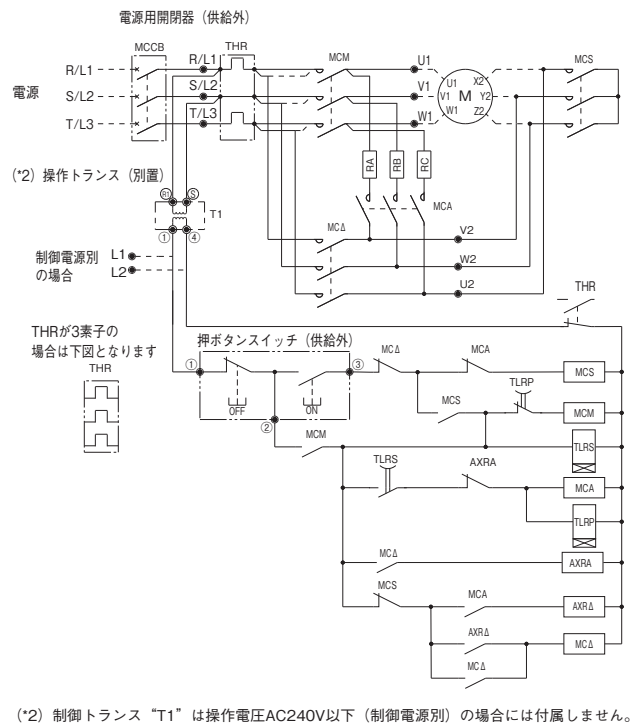 電源用開閉器（供給外）
MCCB
R/L1
THR
MCM
U1
MCS
R/L1
電源
S/L2
S/L2
V1
U1
X2
V1
M
Y2
T/L3
T/L3
W1
W1
Z2
RA
RB
RC
(*2) 操作トランス（別置）
R1
S
T1
①
④
MCA
MCΔ
V2
W2
U2
制御電源別
の場合
L1
L2
THR
THRが3素子の
場合は下図となります
THR
押ボタンスイッチ（供給外）
①
③
OFF
ON
②
MCΔ
MCA
MCS
TLRP
MCS
MCM
MCM
TLRS
TLRS
AXRA
MCA
TLRP
MCΔ
AXRA
MCS
MCA
AXRΔ
AXRΔ
MCΔ
MCΔ
(*2) 制御トランス“T1”は操作電圧AC240V以下（制御電源別）の場合には付属しません。